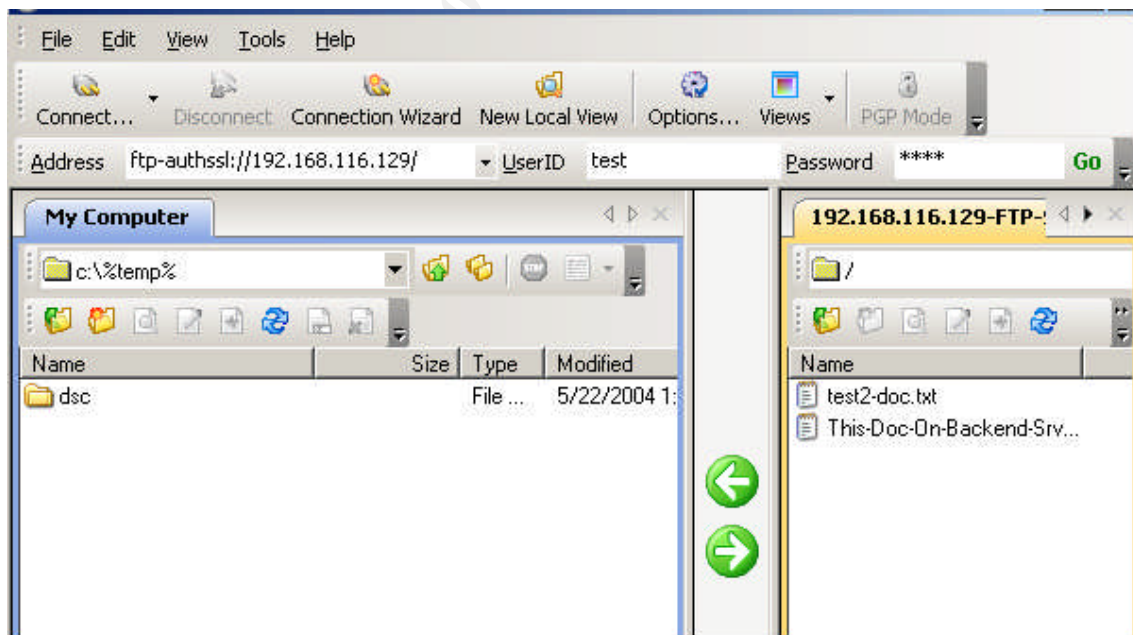 File Edit View Tools Help
Connect... Disconnect Connection Wizard New Local View Options... Views PGP Mode
Address ftp-authssl://192.168.116.129/ UserID test Password **** Go
My Computer
192.168.116.129-FTP-
c:\%temp%
/
Name Size Type Modified
Name
dsc File ... 5/22/2004 1:
test2-doc.txt
This-Doc-On-Backend-Srv...